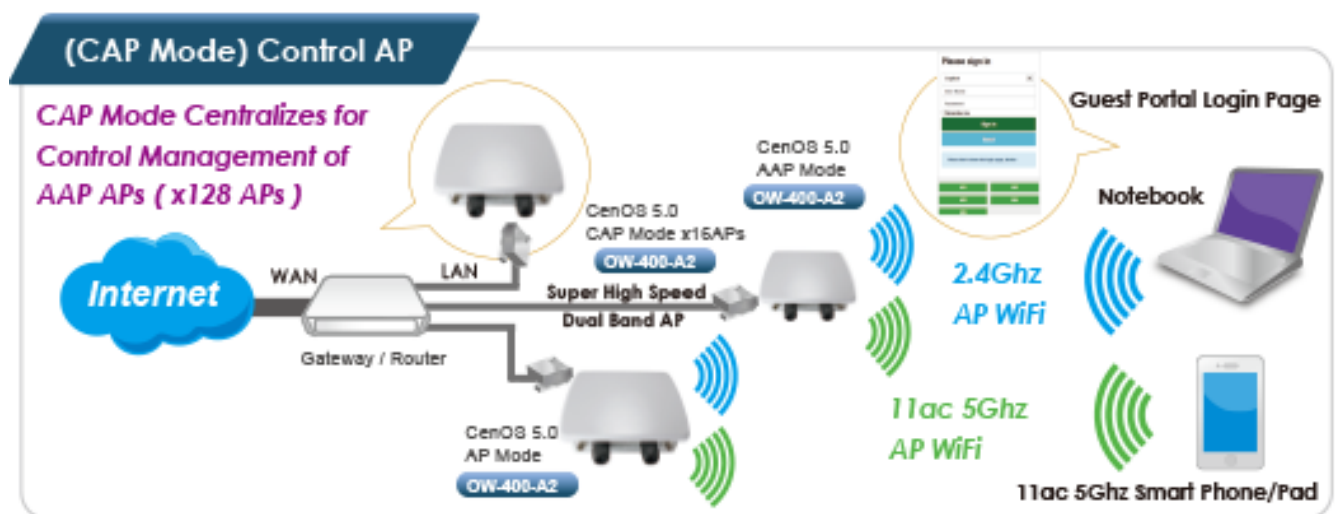 (CAP Mode) Control AP
CAP Mode Centralizes for
Control Management of
AAP APs ( x128 APs )
Internet
WAN
LAN
Gateway / Router
CenOS 5.0
CAP Mode x16APs
OW-400-A2
Super High Speed
Dual Band AP
CenOS 5.0
AP Mode
OW-400-A2
CenOS 5.0
AAP Mode
OW-400-A2
Please sign in
Guest Portal Login Page
Notebook
2.4Ghz
AP WiFi
11ac 5Ghz
AP WiFi
11ac 5Ghz Smart Phone/Pad